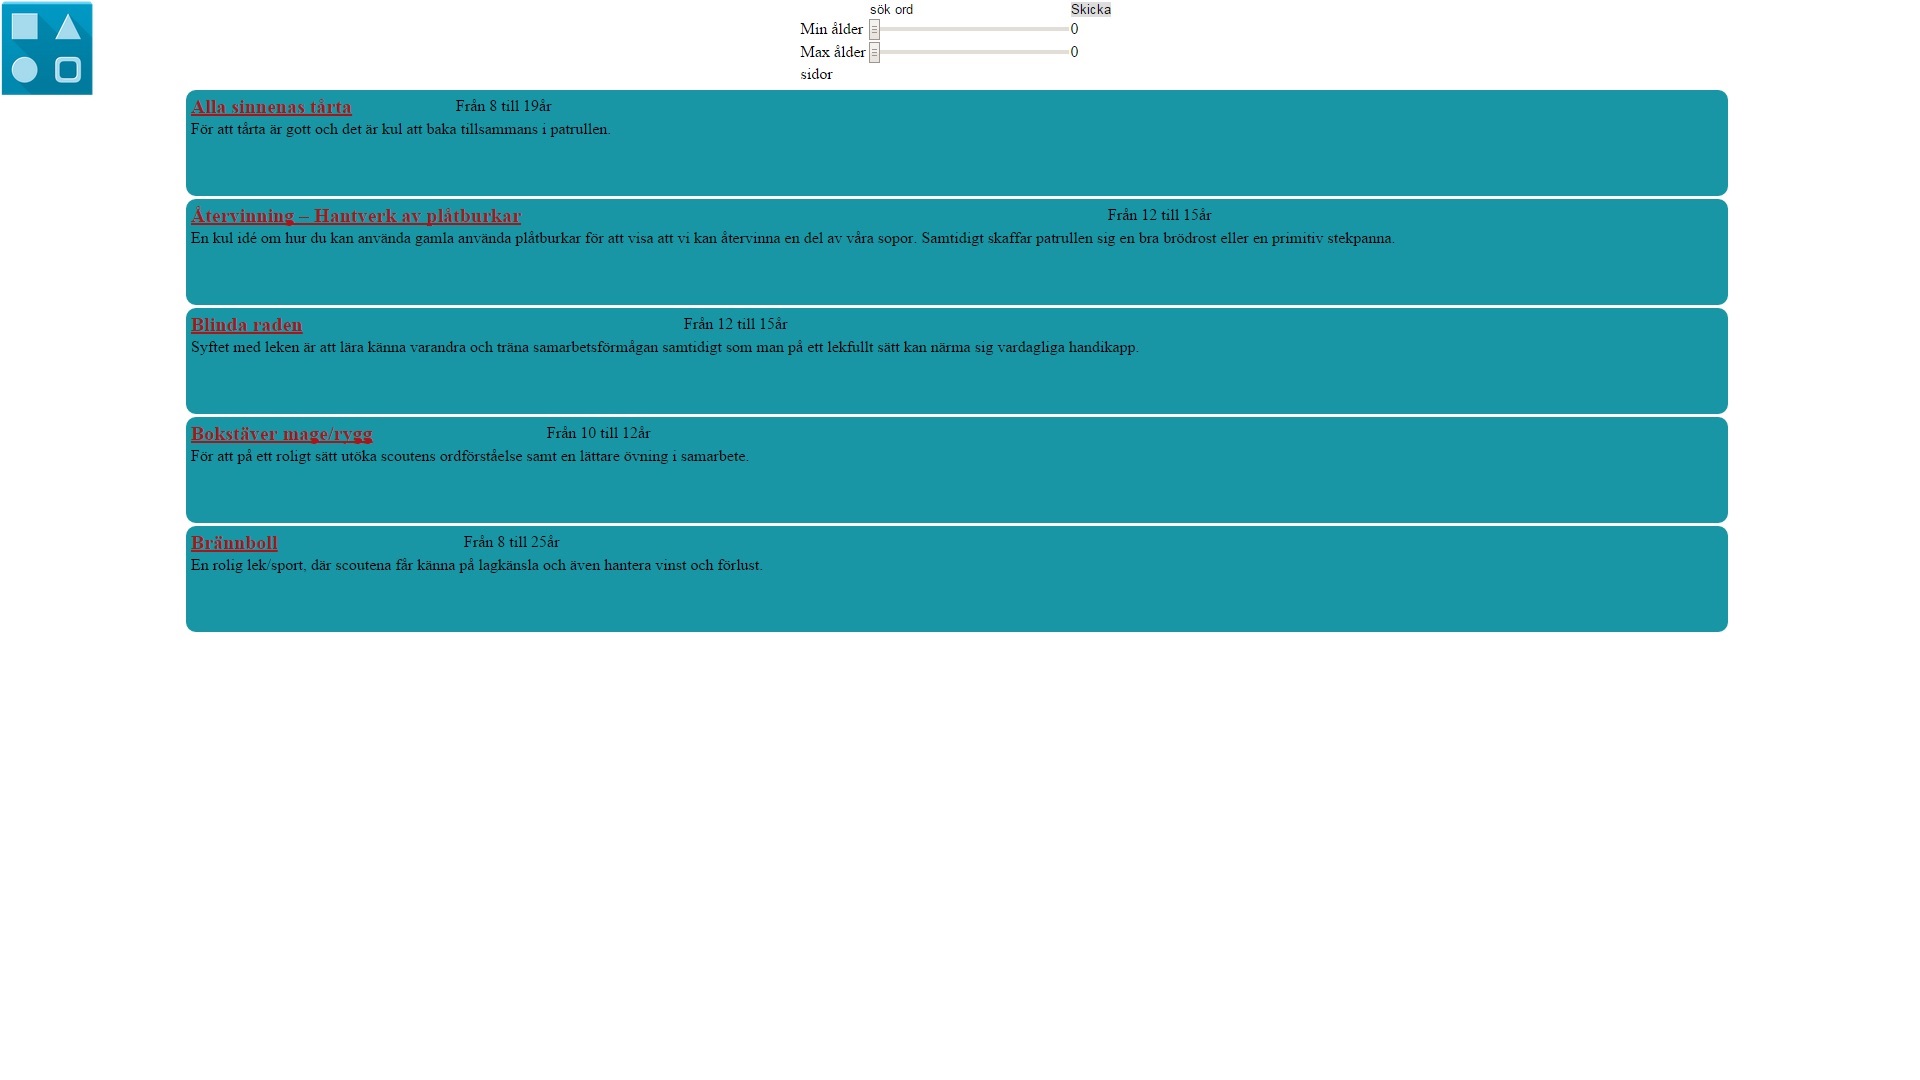 sök ord Skicka
Min ålder 0
Max ålder 0
sidor
Alla sinnenas tårta Från 8 till 19år
För att tårta är gott och det är kul att baka tillsammans i patrullen.
Återvinning – Hantverk av plåtburkar Från 12 till 15år
En kul idé om hur du kan använda gamla använda plåtburkar för att visa att vi kan återvinna en del av våra sopor. Samtidigt skaffar patrullen sig en bra brödrost eller en primitiv stekpanna.
Blinda raden Från 12 till 15år
Syftet med leken är att lära känna varandra och träna samarbetsförmågan samtidigt som man på ett lekfullt sätt kan närma sig vardagliga handikapp.
Bokstäver mage/rygg Från 10 till 12år
För att på ett roligt sätt utöka scoutens ordförståelse samt en lättare övning i samarbete.
Brännboll Från 8 till 25år
En rolig lek/sport, där scoutena får känna på lagkänsla och även hantera vinst och förlust.